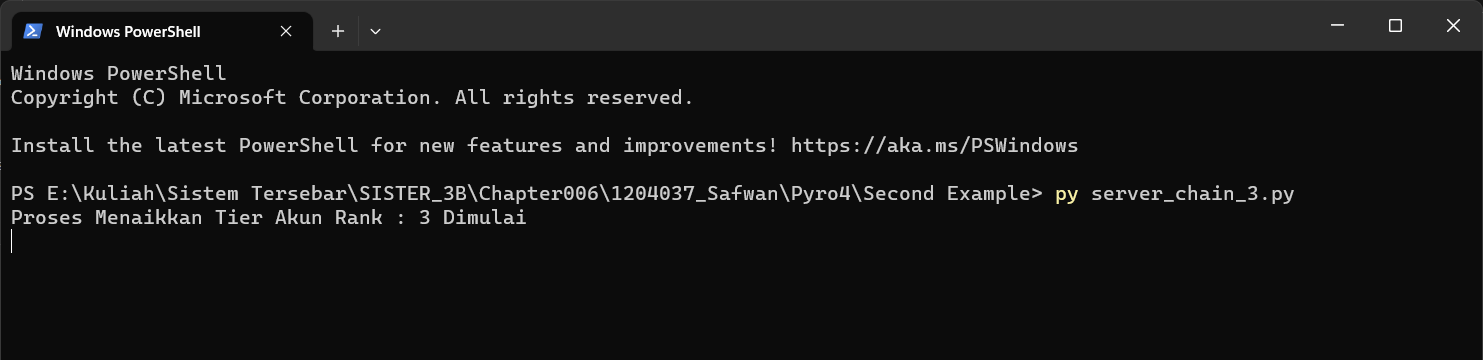 Windows PowerShell
Windows PowerShell
Copyright (C) Microsoft Corporation. All rights reserved.
Install the latest PowerShell for new features and improvements! https://aka.ms/PSWindows
PS E:\Kuliah\Sistem Tersebar\SISTER_3B\Chapter006\1204037_Safwan\Pyro4\Second Example> py server_chain_3.py
Proses Menaikkan Tier Akun Rank : 3 Dimulai